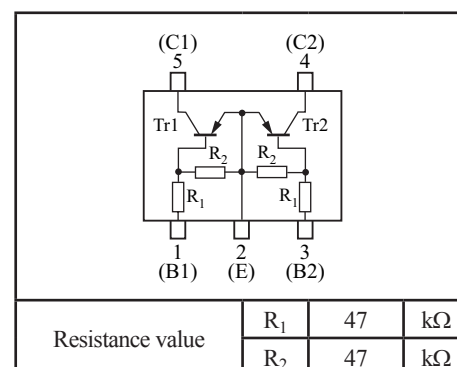 (C1) (C2)
5 4
Tr1 Tr2
R2 R2
R1 R1
1 2 3
(B1) (E) (B2)
Resistance value R1 47 kΩ
R2 47 kΩ